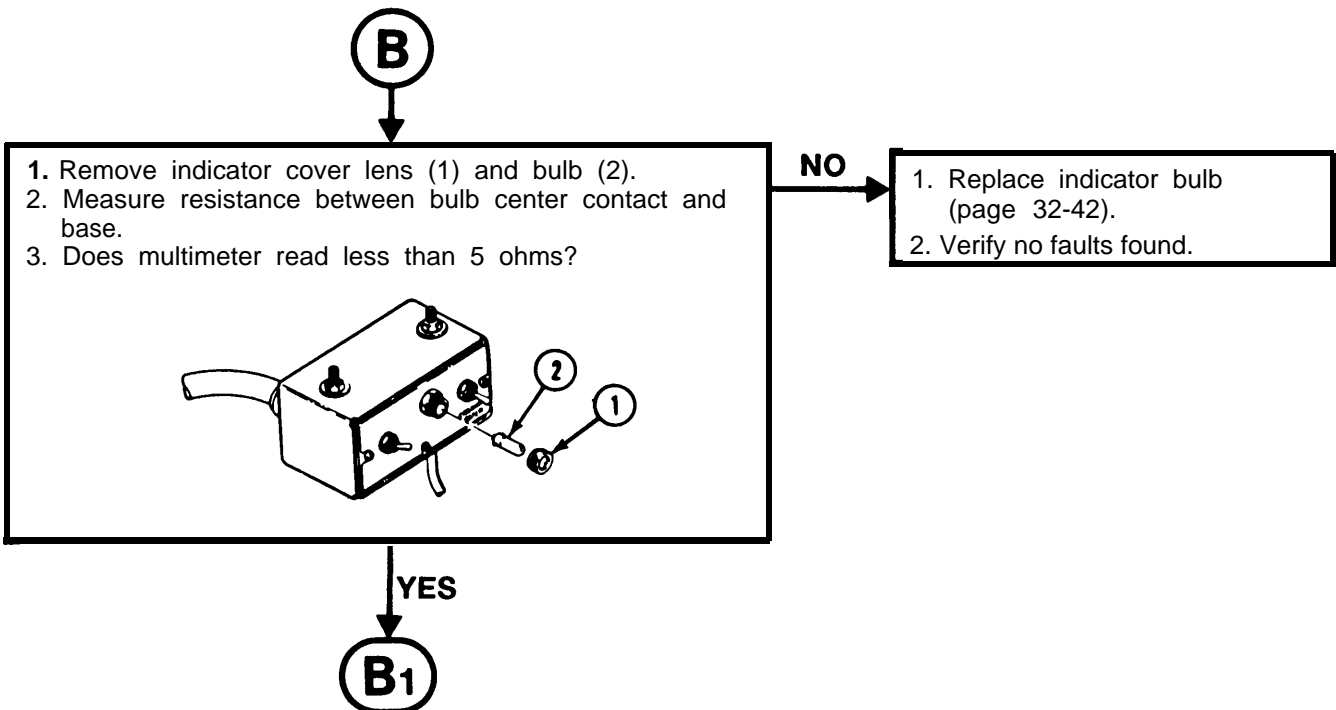 B
1. Remove indicator cover lens (1) and bulb (2).
2. Measure resistance between bulb center contact and
base.
3. Does multimeter read less than 5 ohms?
NO
1. Replace indicator bulb
(page 32-42).
2. Verify no faults found.
2
1
YES
B1